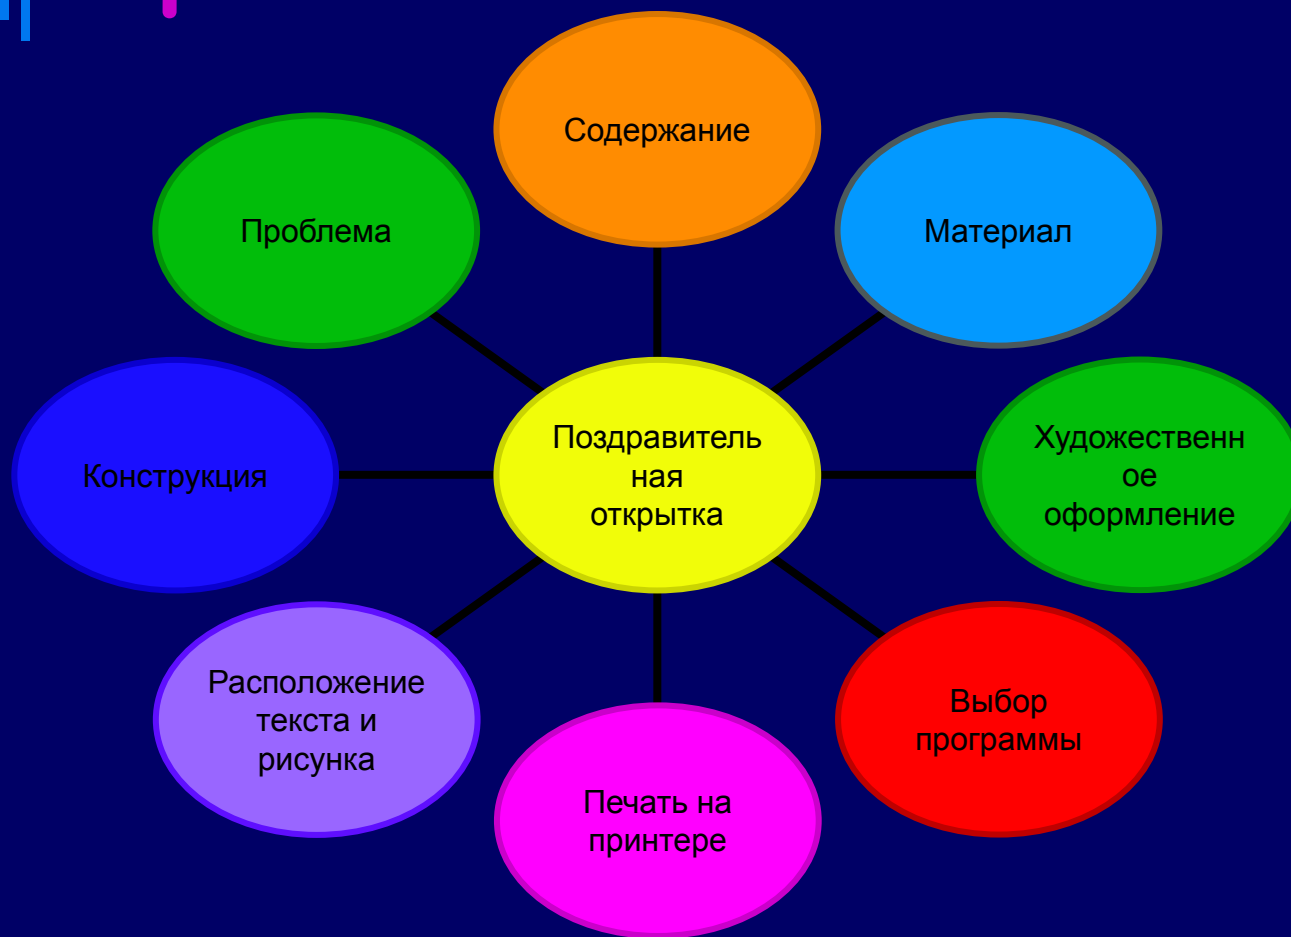 Содержание
Проблема
Материал
Поздравитель
ная
открытка
Художественн
ое
оформление
Конструкция
Расположение
текста и
рисунка
Выбор
программы
Печать на
принтере